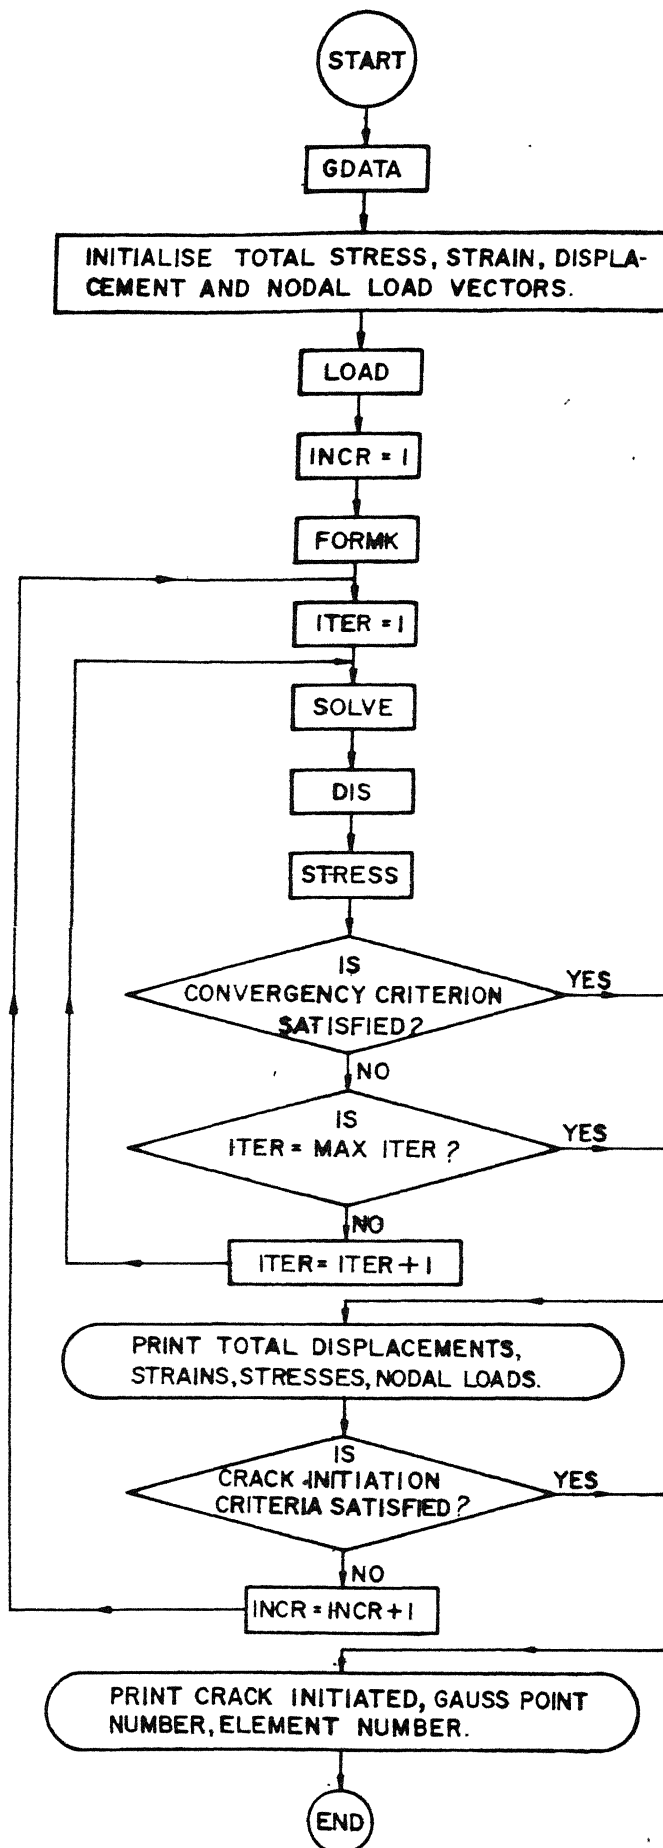 START
GDATA
INITIALISE TOTAL STRESS, STRAIN, DISPLA-
CEMENT AND NODAL LOAD VECTORS.
LOAD
INCR = 1
FORMK
ITER = 1
SOLVE
DIS
STRESS
IS
CONVERGENCY CRITERION
SATISFIED?
YES
NO
IS
ITER = MAX ITER ?
YES
NO
ITER = ITER + 1
PRINT TOTAL DISPLACEMENTS,
STRAINS, STRESSES, NODAL LOADS.
IS
CRACK INITIATION
CRITERIA SATISFIED?
YES
NO
INCR = INCR + 1
PRINT CRACK INITIATED, GAUSS POINT
NUMBER, ELEMENT NUMBER.
END